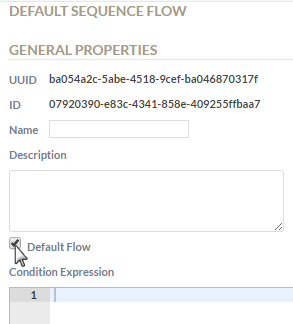 DEFAULT SEQUENCE FLOW
GENERAL PROPERTIES
UUID ba054a2c-5abe-4518-9cef-ba046870317f
ID 07920390-e83c-4341-858e-409255ffbaa7
Name
Description
Default Flow
Condition Expression
1